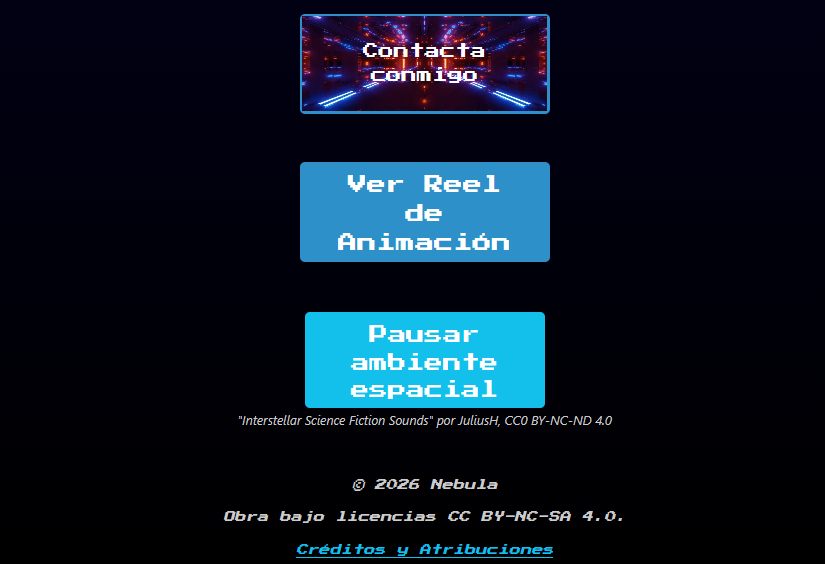 Contacta
conmigo
Ver Reel
de
Animación
Pausar
ambiente
espacial
"Interstellar Science Fiction Sounds" por JuliusH, CC0 BY-NC-ND 4.0
© 2026 Nebula
Obra bajo licencias CC BY-NC-SA 4.0.
Créditos y Atribuciones